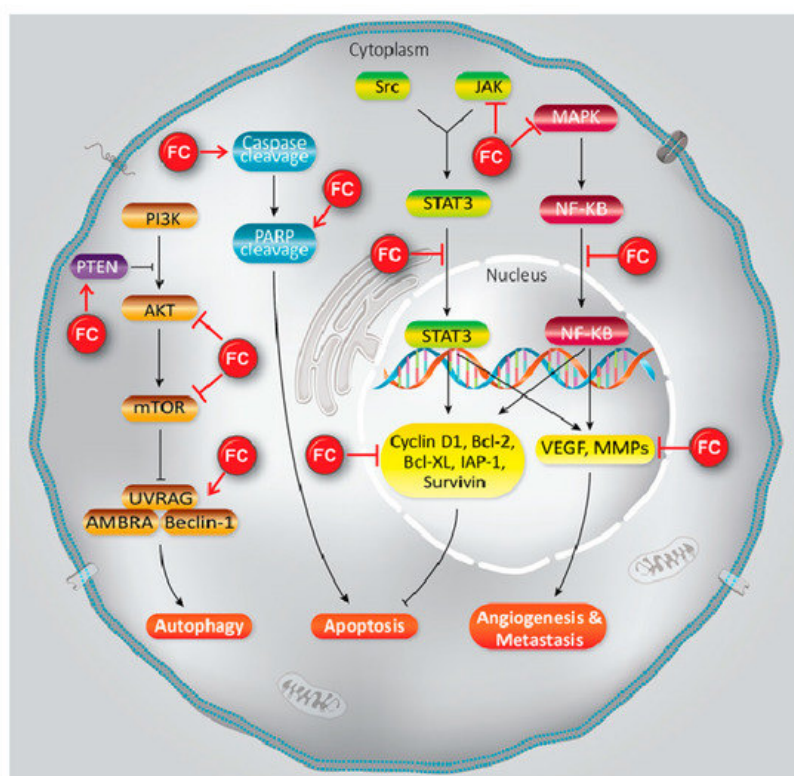 Cytoplasm
Src
JAK
MAPK
FC
FC
Caspase
cleavage
FC
STAT3
NF-KB
PI3K
PARP
cleavage
FC
FC
PTEN
Nucleus
AKT
FC
STAT3
NF-KB
FC
mTOR
Cyclin D1, Bcl-2,
Bcl-XL, IAP-1,
Survivin
VEGF, MMPs
FC
FC
FC
UVRAG
AMBRA
Beclin-1
Autophagy
Apoptosis
Angiogenesis &
Metastasis